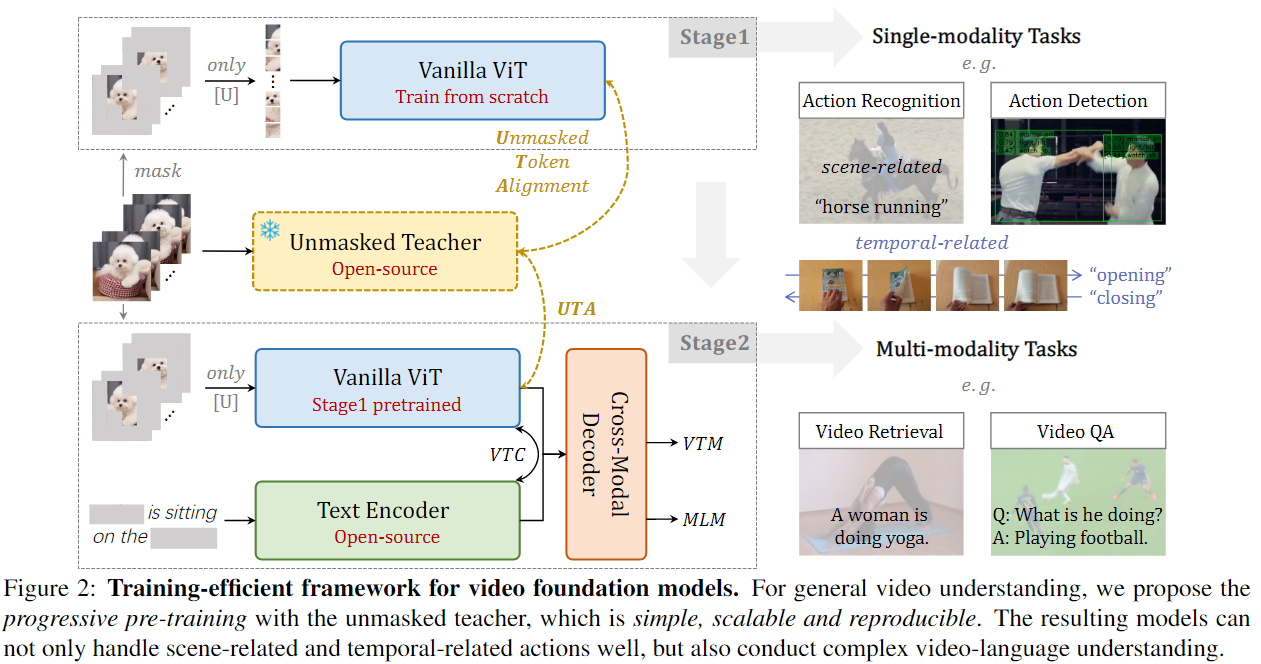 Stage1
Vanilla ViT
Train from scratch
only
[U]
Unmasked
Token
Alignment
mask
Unmasked Teacher
Open-source
UTA
Stage2
only
[U]
Vanilla ViT
Stage1 pretrained
VTC
Cross-Modal
Decoder
VTM
MLM
is sitting
on the
Text Encoder
Open-source
Single-modality Tasks
e.g.
Action Recognition
scene-related
“horse running”
Action Detection
temporal-related
“opening”
“closing”
Multi-modality Tasks
e.g.
Video Retrieval
A woman is
doing yoga.
Video QA
Q: What is he doing?
A: Playing football.
Figure 2: Training-efficient framework for video foundation models. For general video understanding, we propose the
progressive pre-training with the unmasked teacher, which is simple, scalable and reproducible. The resulting models can
not only handle scene-related and temporal-related actions well, but also conduct complex video-language understanding.